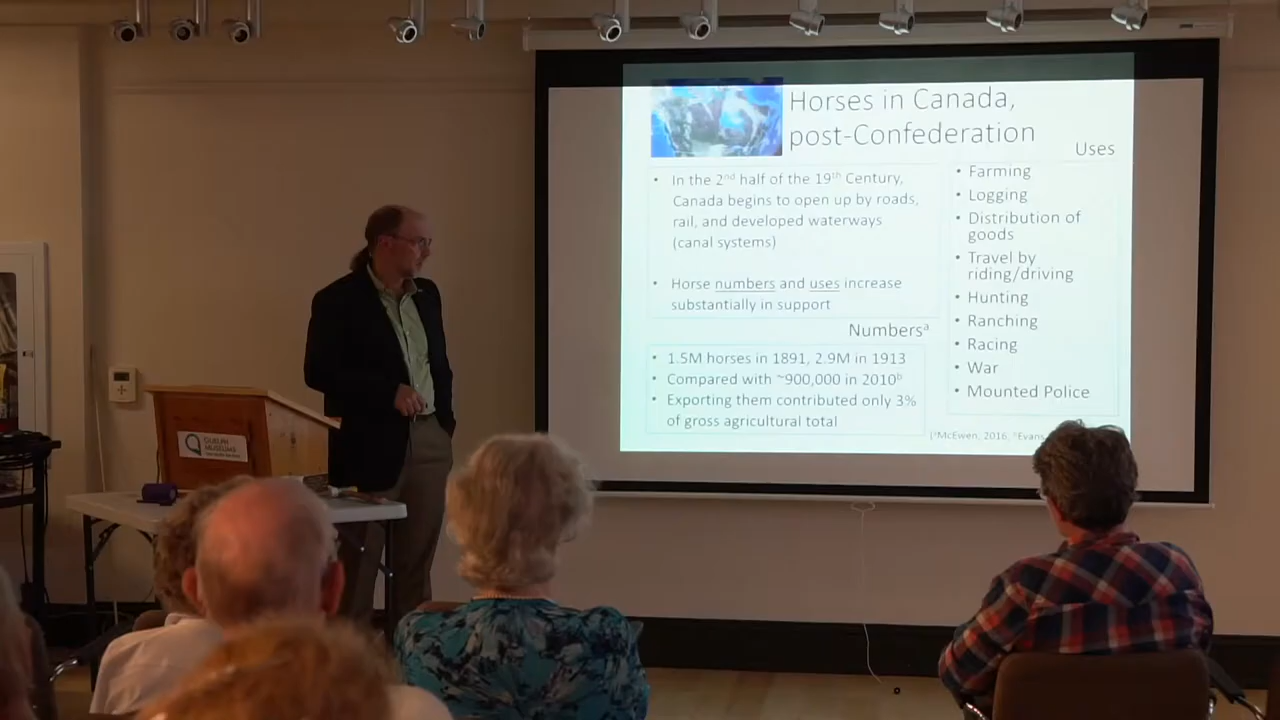 Horses in Canada,
post-Confederation
Uses
• In the 2nd half of the 19th Century,
Canada begins to open up by roads,
rail, and developed waterways
(canal systems)
• Horse numbers and uses increase
substantially in support
Numbersa
• 1.5M horses in 1891, 2.9M in 1913
• Compared with ~900,000 in 2010b
• Exporting them contributed only 3%
of gross agricultural total
• Farming
• Logging
• Distribution of
goods
• Travel by
riding/driving
• Hunting
• Ranching
• Racing
• War
• Mounted Police
[aMcEwen, 2016; bEvans
GUELPH
MUSEUMS